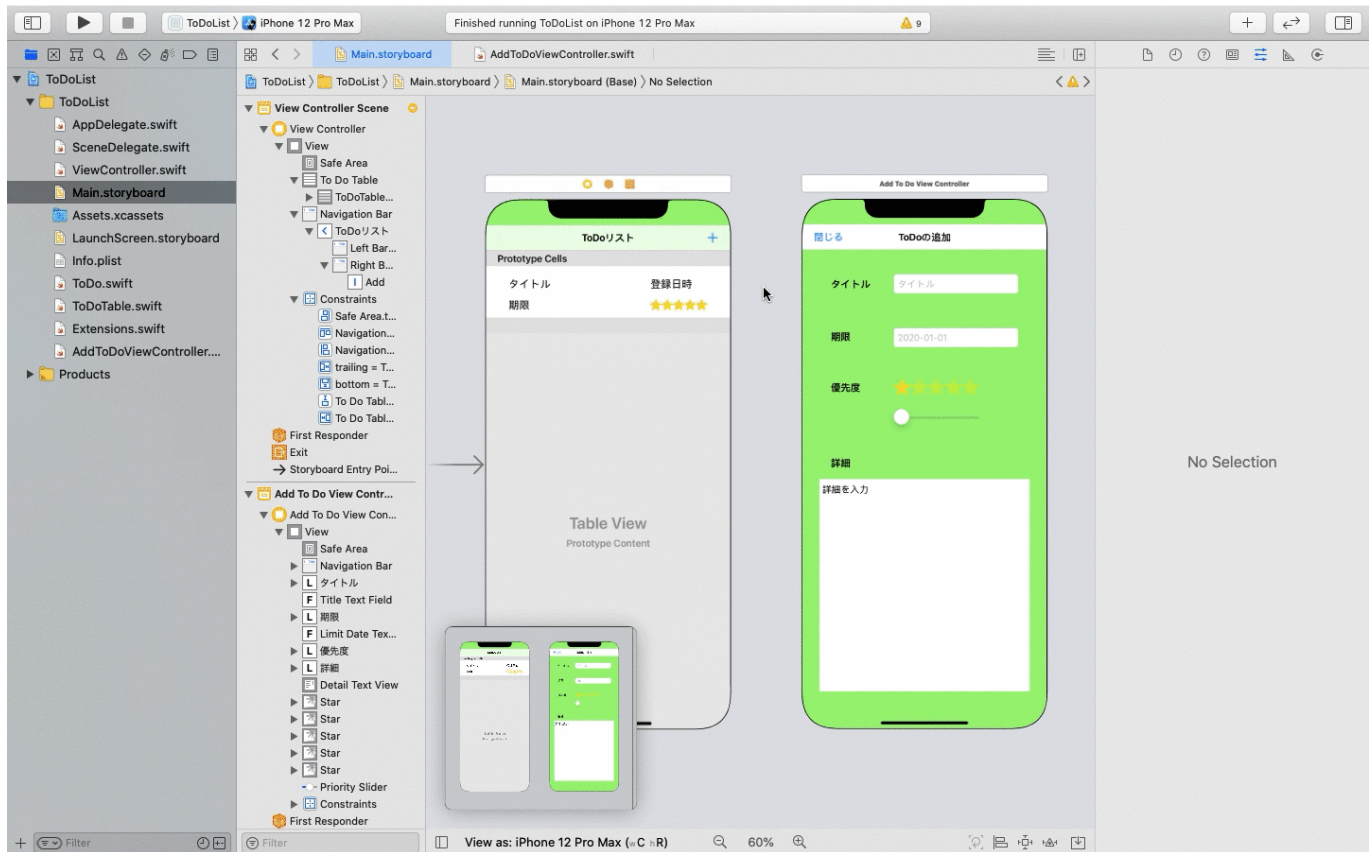 ToDoList 〉 iPhone 12 Pro Max
Finished running ToDoList on iPhone 12 Pro Max
9
Main.storyboard
AddToDoViewController.swift
ToDoList 〉 ToDoList 〉 Main.storyboard 〉 Main.storyboard (Base) 〉 No Selection
ToDoList
ToDoList
AppDelegate.swift
SceneDelegate.swift
ViewController.swift
Main.storyboard
Assets.xcassets
LaunchScreen.storyboard
Info.plist
ToDo.swift
ToDoTable.swift
Extensions.swift
AddToDoViewController....
Products
Filter
View Controller Scene
View Controller
View
Safe Area
To Do Table
ToDoTable...
Navigation Bar
ToDoリスト
Left Bar...
Right B...
Add
Constraints
Safe Area.t...
Navigation...
Navigation...
trailing = T...
bottom = T...
To Do Tabl...
To Do Tabl...
First Responder
Exit
Storyboard Entry Poi...
Add To Do View Contr...
Add To Do View Con...
View
Safe Area
Navigation Bar
L タイトル
F Title Text Field
L 期限
F Limit Date Tex...
L 優先度
L 詳細
Detail Text View
Star
Star
Star
Star
Star
Priority Slider
Constraints
First Responder
Filter
ToDoリスト
Prototype Cells
タイトル 登録日時
期限
Table View
Prototype Content
Add To Do View Controller
閉じる ToDoの追加
タイトル タイトル
期限 2020-01-01
優先度
詳細
詳細を入力
View as: iPhone 12 Pro Max (wC hR)
60%
No Selection